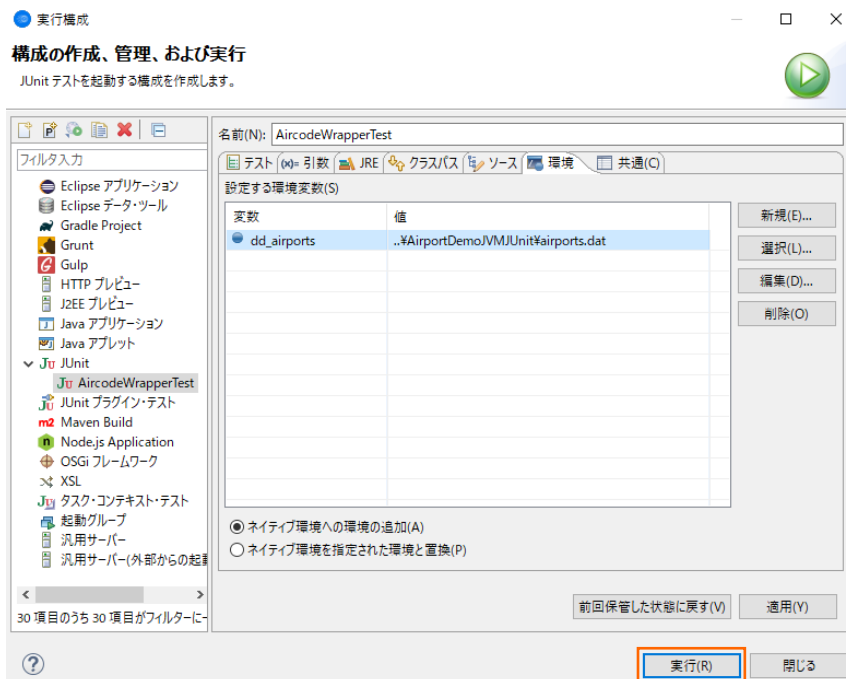 実行構成
構成の作成、管理、および実行
JUnit テストを起動する構成を作成します。
フィルタ入力
Eclipse アプリケーション
Eclipse データ・ツール
Gradle Project
Grunt
Gulp
HTTP プレビュー
J2EE プレビュー
Java アプリケーション
Java アプレット
JUnit
AircodeWrapperTest
JUnit プラグイン・テスト
Maven Build
Node.js Application
OSGi フレームワーク
XSL
タスク・コンテキスト・テスト
起動グループ
汎用サーバー
汎用サーバー(外部からの起動
30 項目のうち 30 項目がフィルターに一
名前(N): AircodeWrapperTest
テスト (x)= 引数 JRE クラスパス ソース 環境 共通(C)
設定する環境変数(S)
変数 値
dd_airports ..¥AirportDemoJVMJUnit¥airports.dat
新規(E)...
選択(L)...
編集(D)...
削除(O)
ネイティブ環境への環境の追加(A)
ネイティブ環境を指定された環境と置換(P)
前回保管した状態に戻す(V) 適用(Y)
実行(R) 閉じる